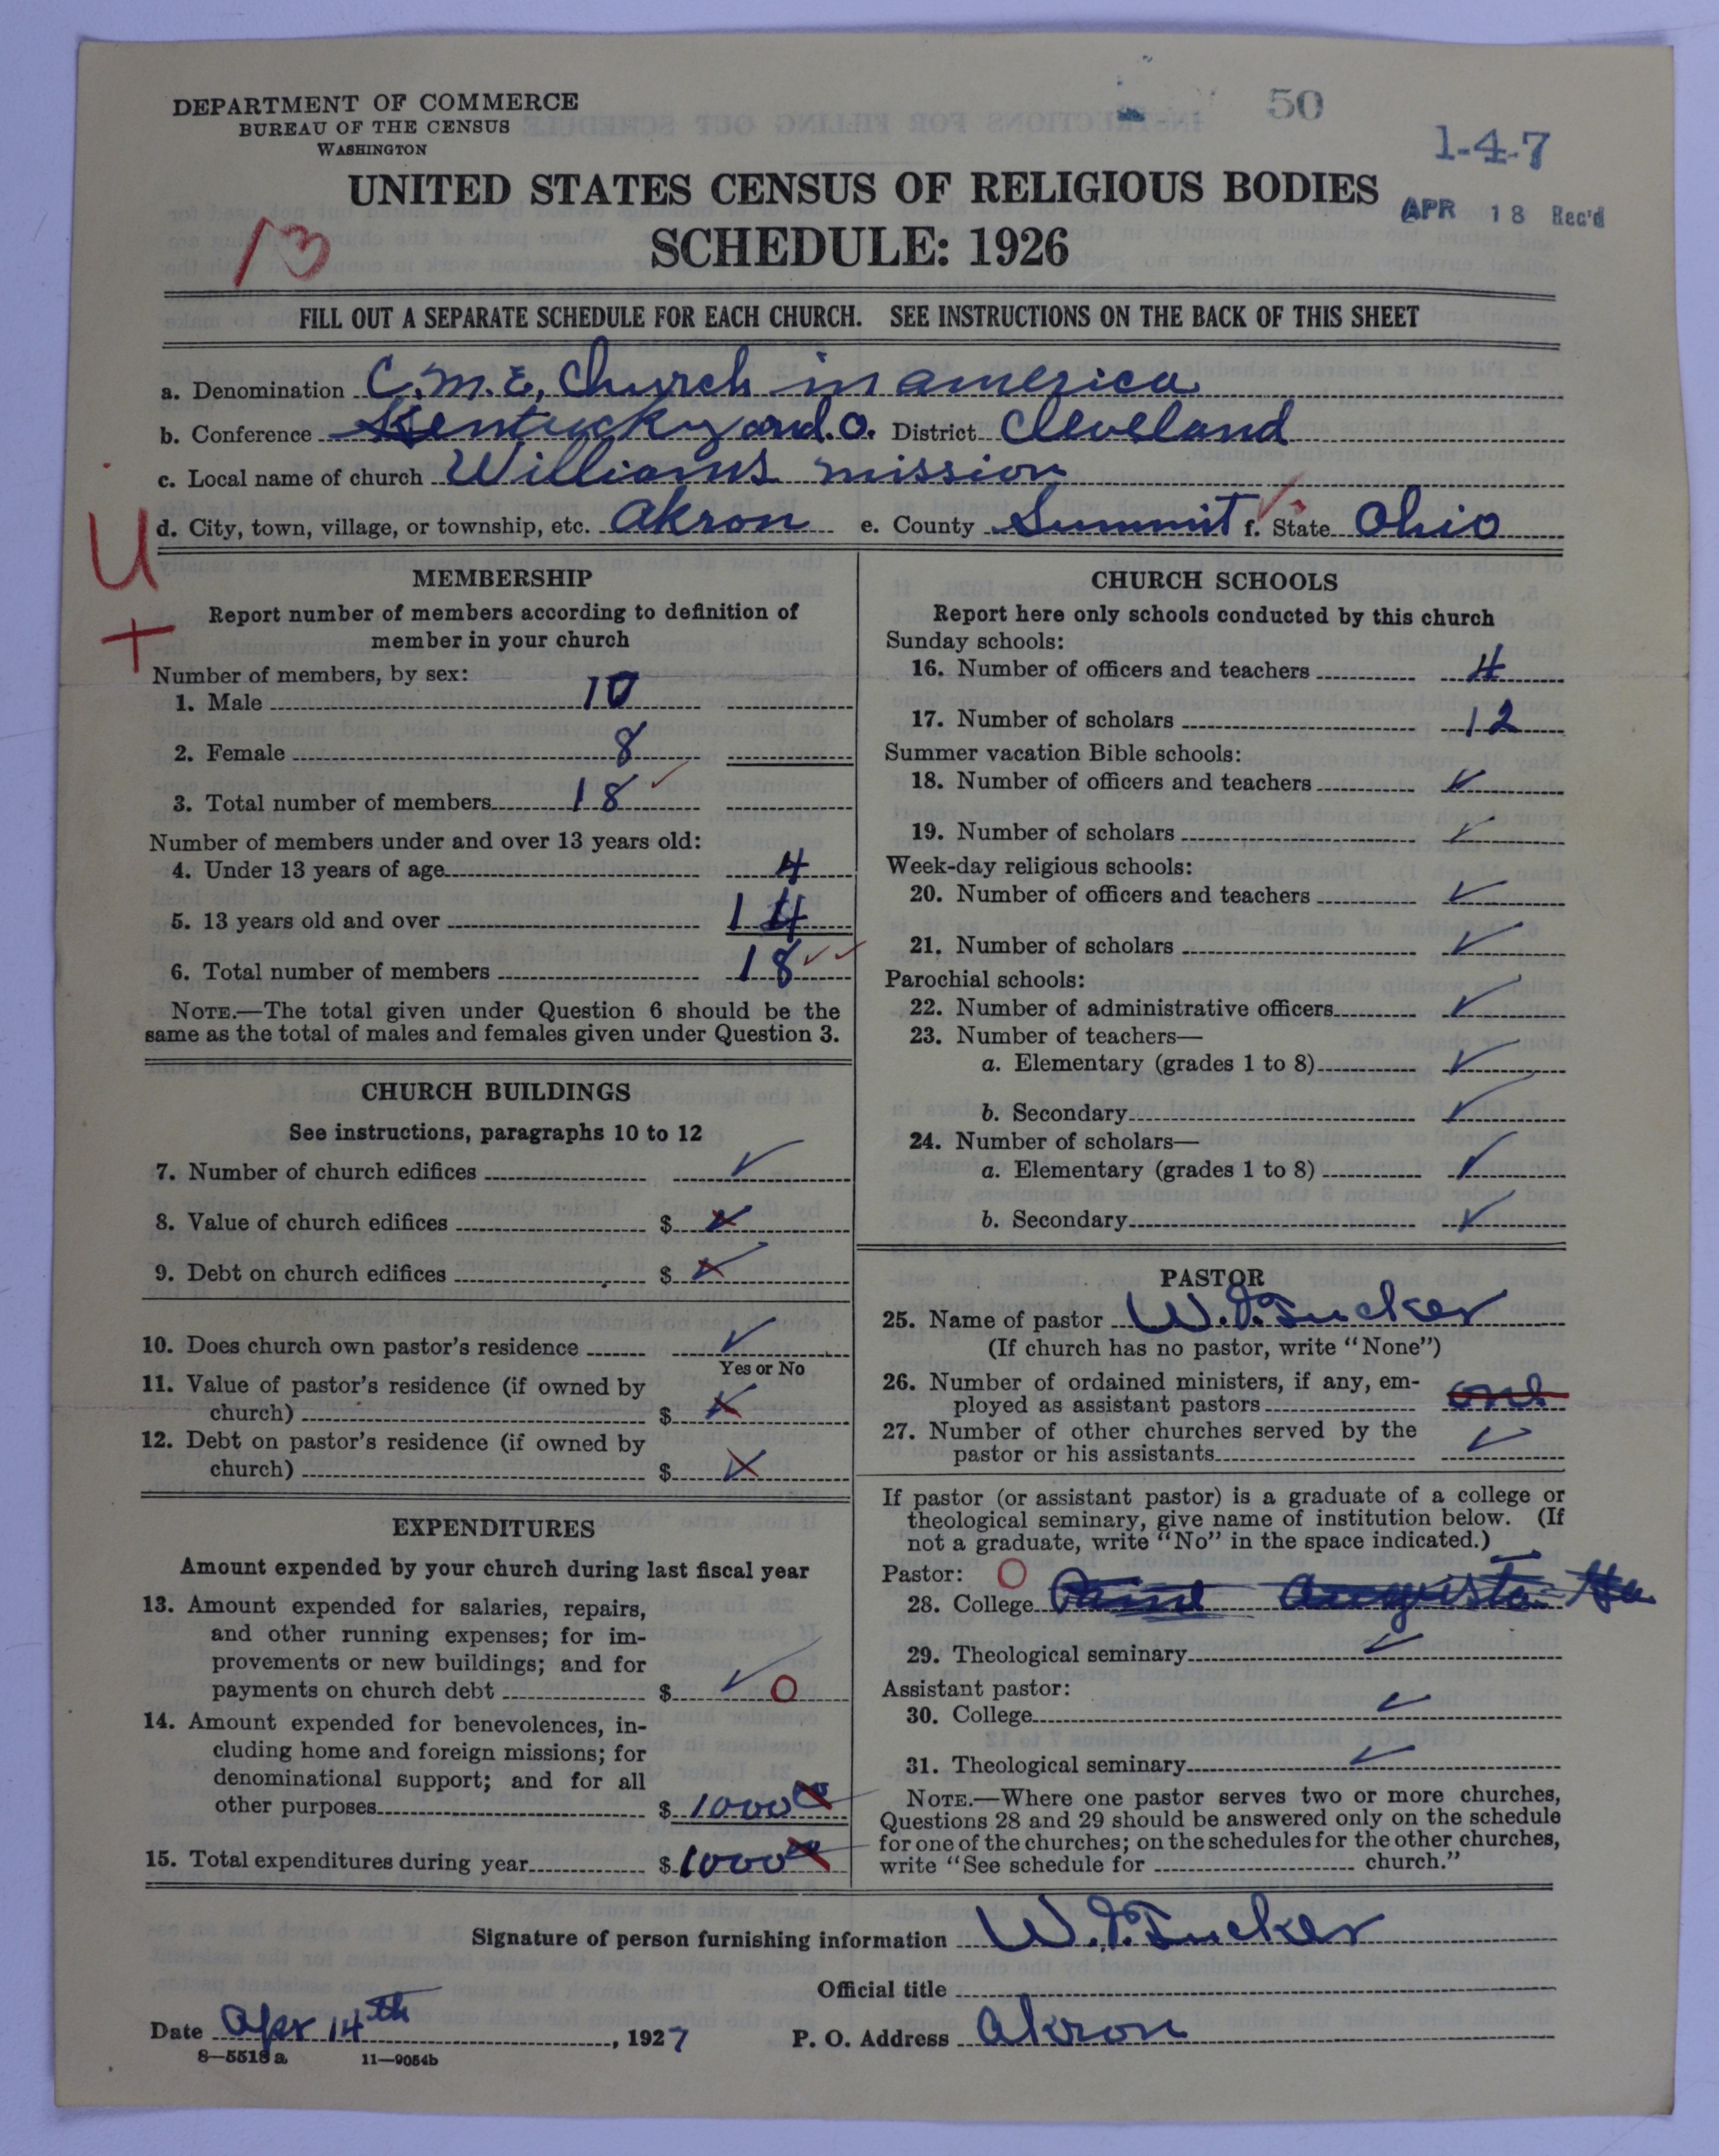 DEPARTMENT OF COMMERCE
BUREAU OF THE CENSUS
WASHINGTON
50
1-4-7
UNITED STATES CENSUS OF RELIGIOUS BODIES
APR 18 Rec'd
13
SCHEDULE: 1926
FILL OUT A SEPARATE SCHEDULE FOR EACH CHURCH. SEE INSTRUCTIONS ON THE BACK OF THIS SHEET
a. Denomination C.M.E. Church in america
b. Conference Kentucky and. O. District Cleveland
c. Local name of church Williams mission
d. City, town, village, or township, etc. Akron e. County Summit f. State Ohio
U
+
MEMBERSHIP
Report number of members according to definition of
member in your church
Number of members, by sex:
1. Male 10
2. Female 8
3. Total number of members 18 ✓
Number of members under and over 13 years old:
4. Under 13 years of age 4
5. 13 years old and over 14
6. Total number of members 18 ✓✓
NOTE.—The total given under Question 6 should be the
same as the total of males and females given under Question 3.
CHURCH BUILDINGS
See instructions, paragraphs 10 to 12
7. Number of church edifices ✓
8. Value of church edifices $ ✓
9. Debt on church edifices $ ✓
10. Does church own pastor's residence ✓
Yes or No
11. Value of pastor's residence (if owned by
church) $ ✓
12. Debt on pastor's residence (if owned by
church) $ ✓
EXPENDITURES
Amount expended by your church during last fiscal year
13. Amount expended for salaries, repairs,
and other running expenses; for im-
provements or new buildings; and for
payments on church debt $ ✓ O
14. Amount expended for benevolences, in-
cluding home and foreign missions; for
denominational support; and for all
other purposes $ 1000 00
15. Total expenditures during year $ 1000 00
CHURCH SCHOOLS
Report here only schools conducted by this church
Sunday schools:
16. Number of officers and teachers 4
17. Number of scholars 12
Summer vacation Bible schools:
18. Number of officers and teachers ✓
19. Number of scholars ✓
Week-day religious schools:
20. Number of officers and teachers ✓
21. Number of scholars ✓
Parochial schools:
22. Number of administrative officers ✓
23. Number of teachers—
a. Elementary (grades 1 to 8) ✓
b. Secondary ✓
24. Number of scholars—
a. Elementary (grades 1 to 8) ✓
b. Secondary ✓
PASTOR
25. Name of pastor W.J. Tucker
(If church has no pastor, write "None")
26. Number of ordained ministers, if any, em-
ployed as assistant pastors one
27. Number of other churches served by the
pastor or his assistants ✓
If pastor (or assistant pastor) is a graduate of a college or
theological seminary, give name of institution below. (If
not a graduate, write "No" in the space indicated.)
Pastor: O
28. College Paine Augusta Ga
29. Theological seminary ✓
Assistant pastor:
30. College ✓
31. Theological seminary ✓
NOTE.—Where one pastor serves two or more churches,
Questions 28 and 29 should be answered only on the schedule
for one of the churches; on the schedules for the other churches,
write "See schedule for church."
Signature of person furnishing information W.J. Tucker
Official title
Date Apr 14th, 1927 P. O. Address Akron
8—5518 a 11—9054b